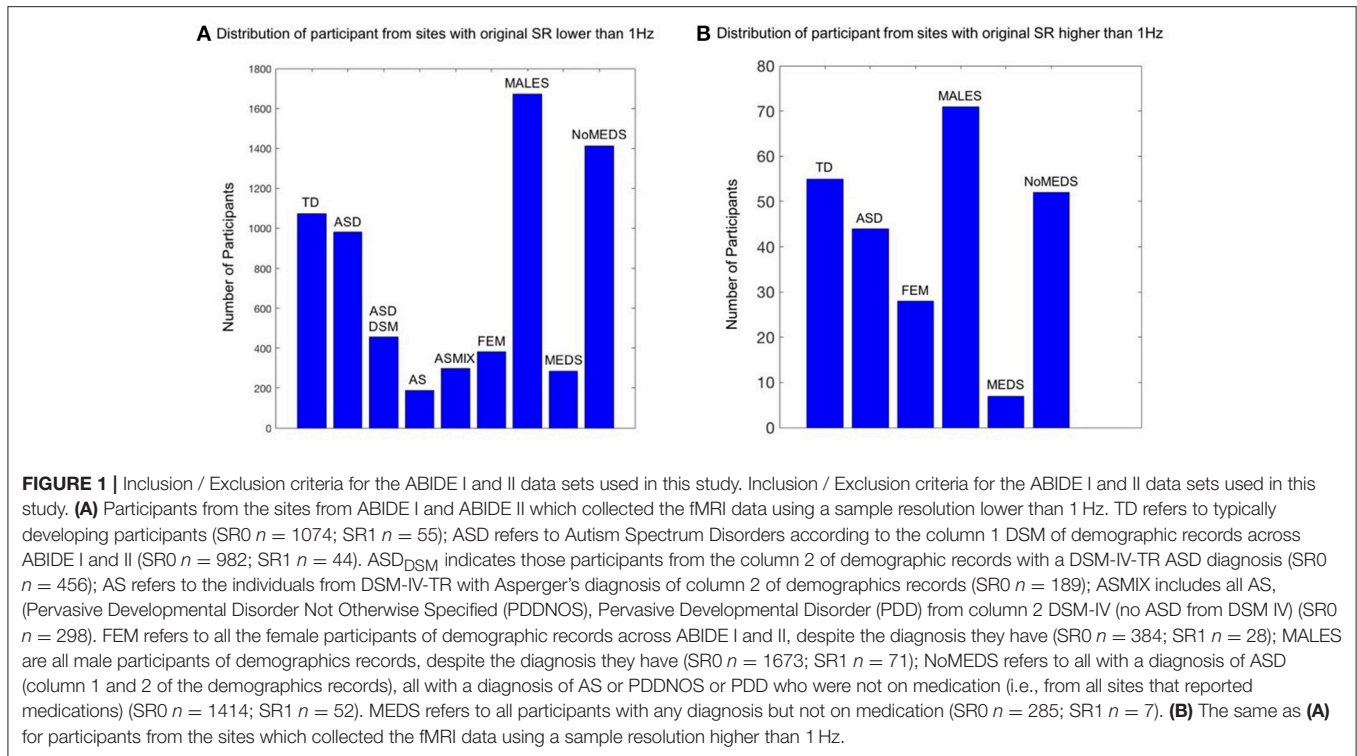 A Distribution of participant from sites with original SR lower than 1Hz
1800
1600
1400
1200
1000
800
600
400
200
0
Number of Participants
TD
ASD
ASD
DSM
AS
ASMIX
FEM
MALES
MEDS
NoMEDS
B Distribution of participant from sites with original SR higher than 1Hz
80
70
60
50
40
30
20
10
0
Number of Participants
TD
ASD
FEM
MALES
MEDS
NoMEDS
FIGURE 1 | Inclusion / Exclusion criteria for the ABIDE I and II data sets used in this study. Inclusion / Exclusion criteria for the ABIDE I and II data sets used in this
study. (A) Participants from the sites from ABIDE I and ABIDE II which collected the fMRI data using a sample resolution lower than 1 Hz. TD refers to typically
developing participants (SR0 n = 1074; SR1 n = 55); ASD refers to Autism Spectrum Disorders according to the column 1 DSM of demographic records across
ABIDE I and II (SR0 n = 982; SR1 n = 44). ASDDSM indicates those participants from the column 2 of demographic records with a DSM-IV-TR ASD diagnosis (SR0
n = 456); AS refers to the individuals from DSM-IV-TR with Asperger's diagnosis of column 2 of demographics records (SR0 n = 189); ASMIX includes all AS,
(Pervasive Developmental Disorder Not Otherwise Specified (PDDNOS), Pervasive Developmental Disorder (PDD) from column 2 DSM-IV (no ASD from DSM IV) (SR0
n = 298). FEM refers to all the female participants of demographic records across ABIDE I and II, despite the diagnosis they have (SR0 n = 384; SR1 n = 28); MALES
are all male participants of demographics records, despite the diagnosis they have (SR0 n = 1673; SR1 n = 71); NoMEDS refers to all with a diagnosis of ASD
(column 1 and 2 of the demographics records), all with a diagnosis of AS or PDDNOS or PDD who were not on medication (i.e., from all sites that reported
medications) (SR0 n = 1414; SR1 n = 52). MEDS refers to all participants with any diagnosis but not on medication (SR0 n = 285; SR1 n = 7). (B) The same as (A)
for participants from the sites which collected the fMRI data using a sample resolution higher than 1 Hz.